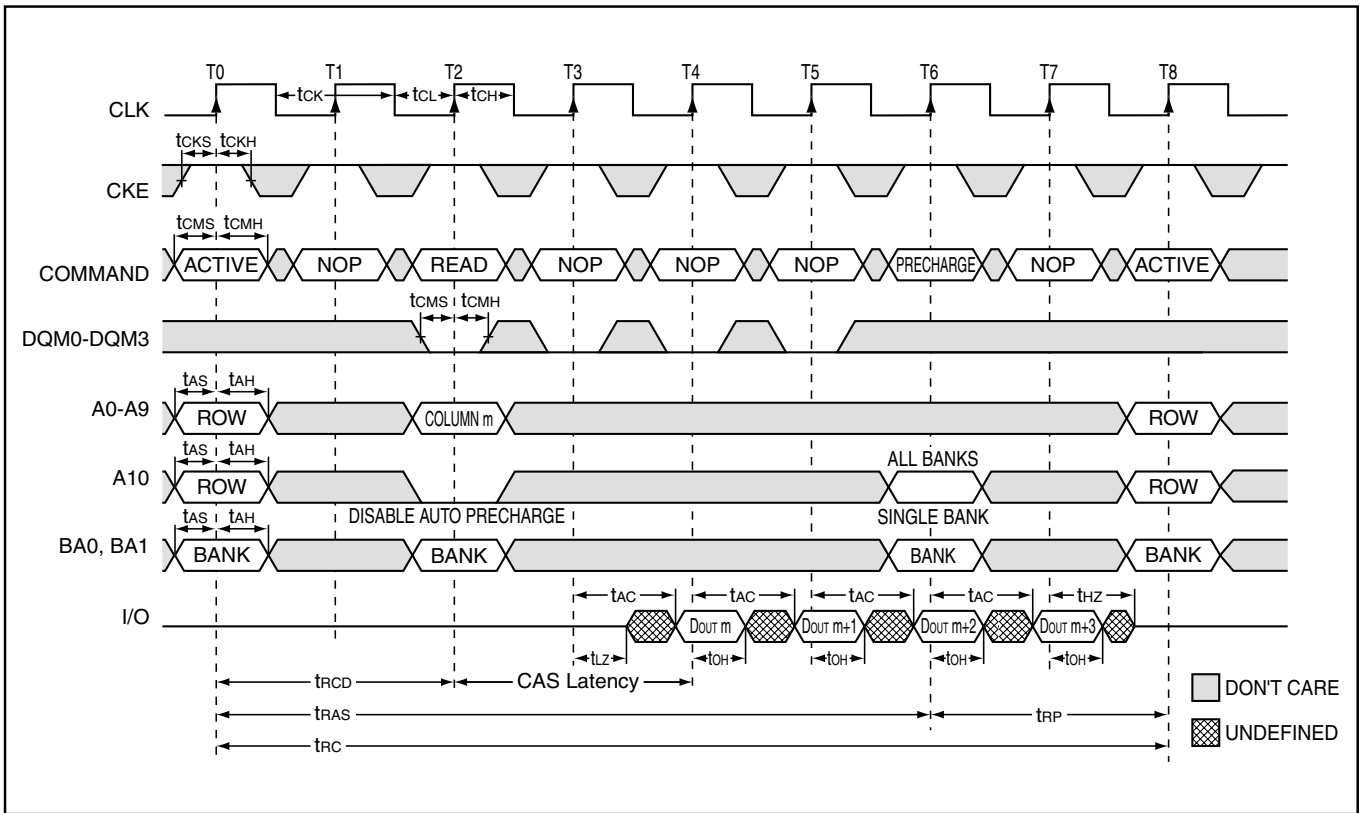 T0 T1 T2 T3 T4 T5 T6 T7 T8
tCK tCL tCH
CLK
tCKS tCKH
CKE
tCMS tCMH
COMMAND ACTIVE NOP READ NOP NOP NOP PRECHARGE NOP ACTIVE
tCMS tCMH
DQM0-DQM3
tAS tAH
A0-A9 ROW COLUMN m ROW
tAS tAH ALL BANKS
A10 ROW ROW
DISABLE AUTO PRECHARGE SINGLE BANK
tAS tAH
BA0, BA1 BANK BANK BANK BANK
tAC tAC tAC tAC tHZ
I/O DOUT m DOUT m+1 DOUT m+2 DOUT m+3
tLZ tOH tOH tOH tOH
tRCD CAS Latency
DON'T CARE
tRAS tRP
UNDEFINED
tRC